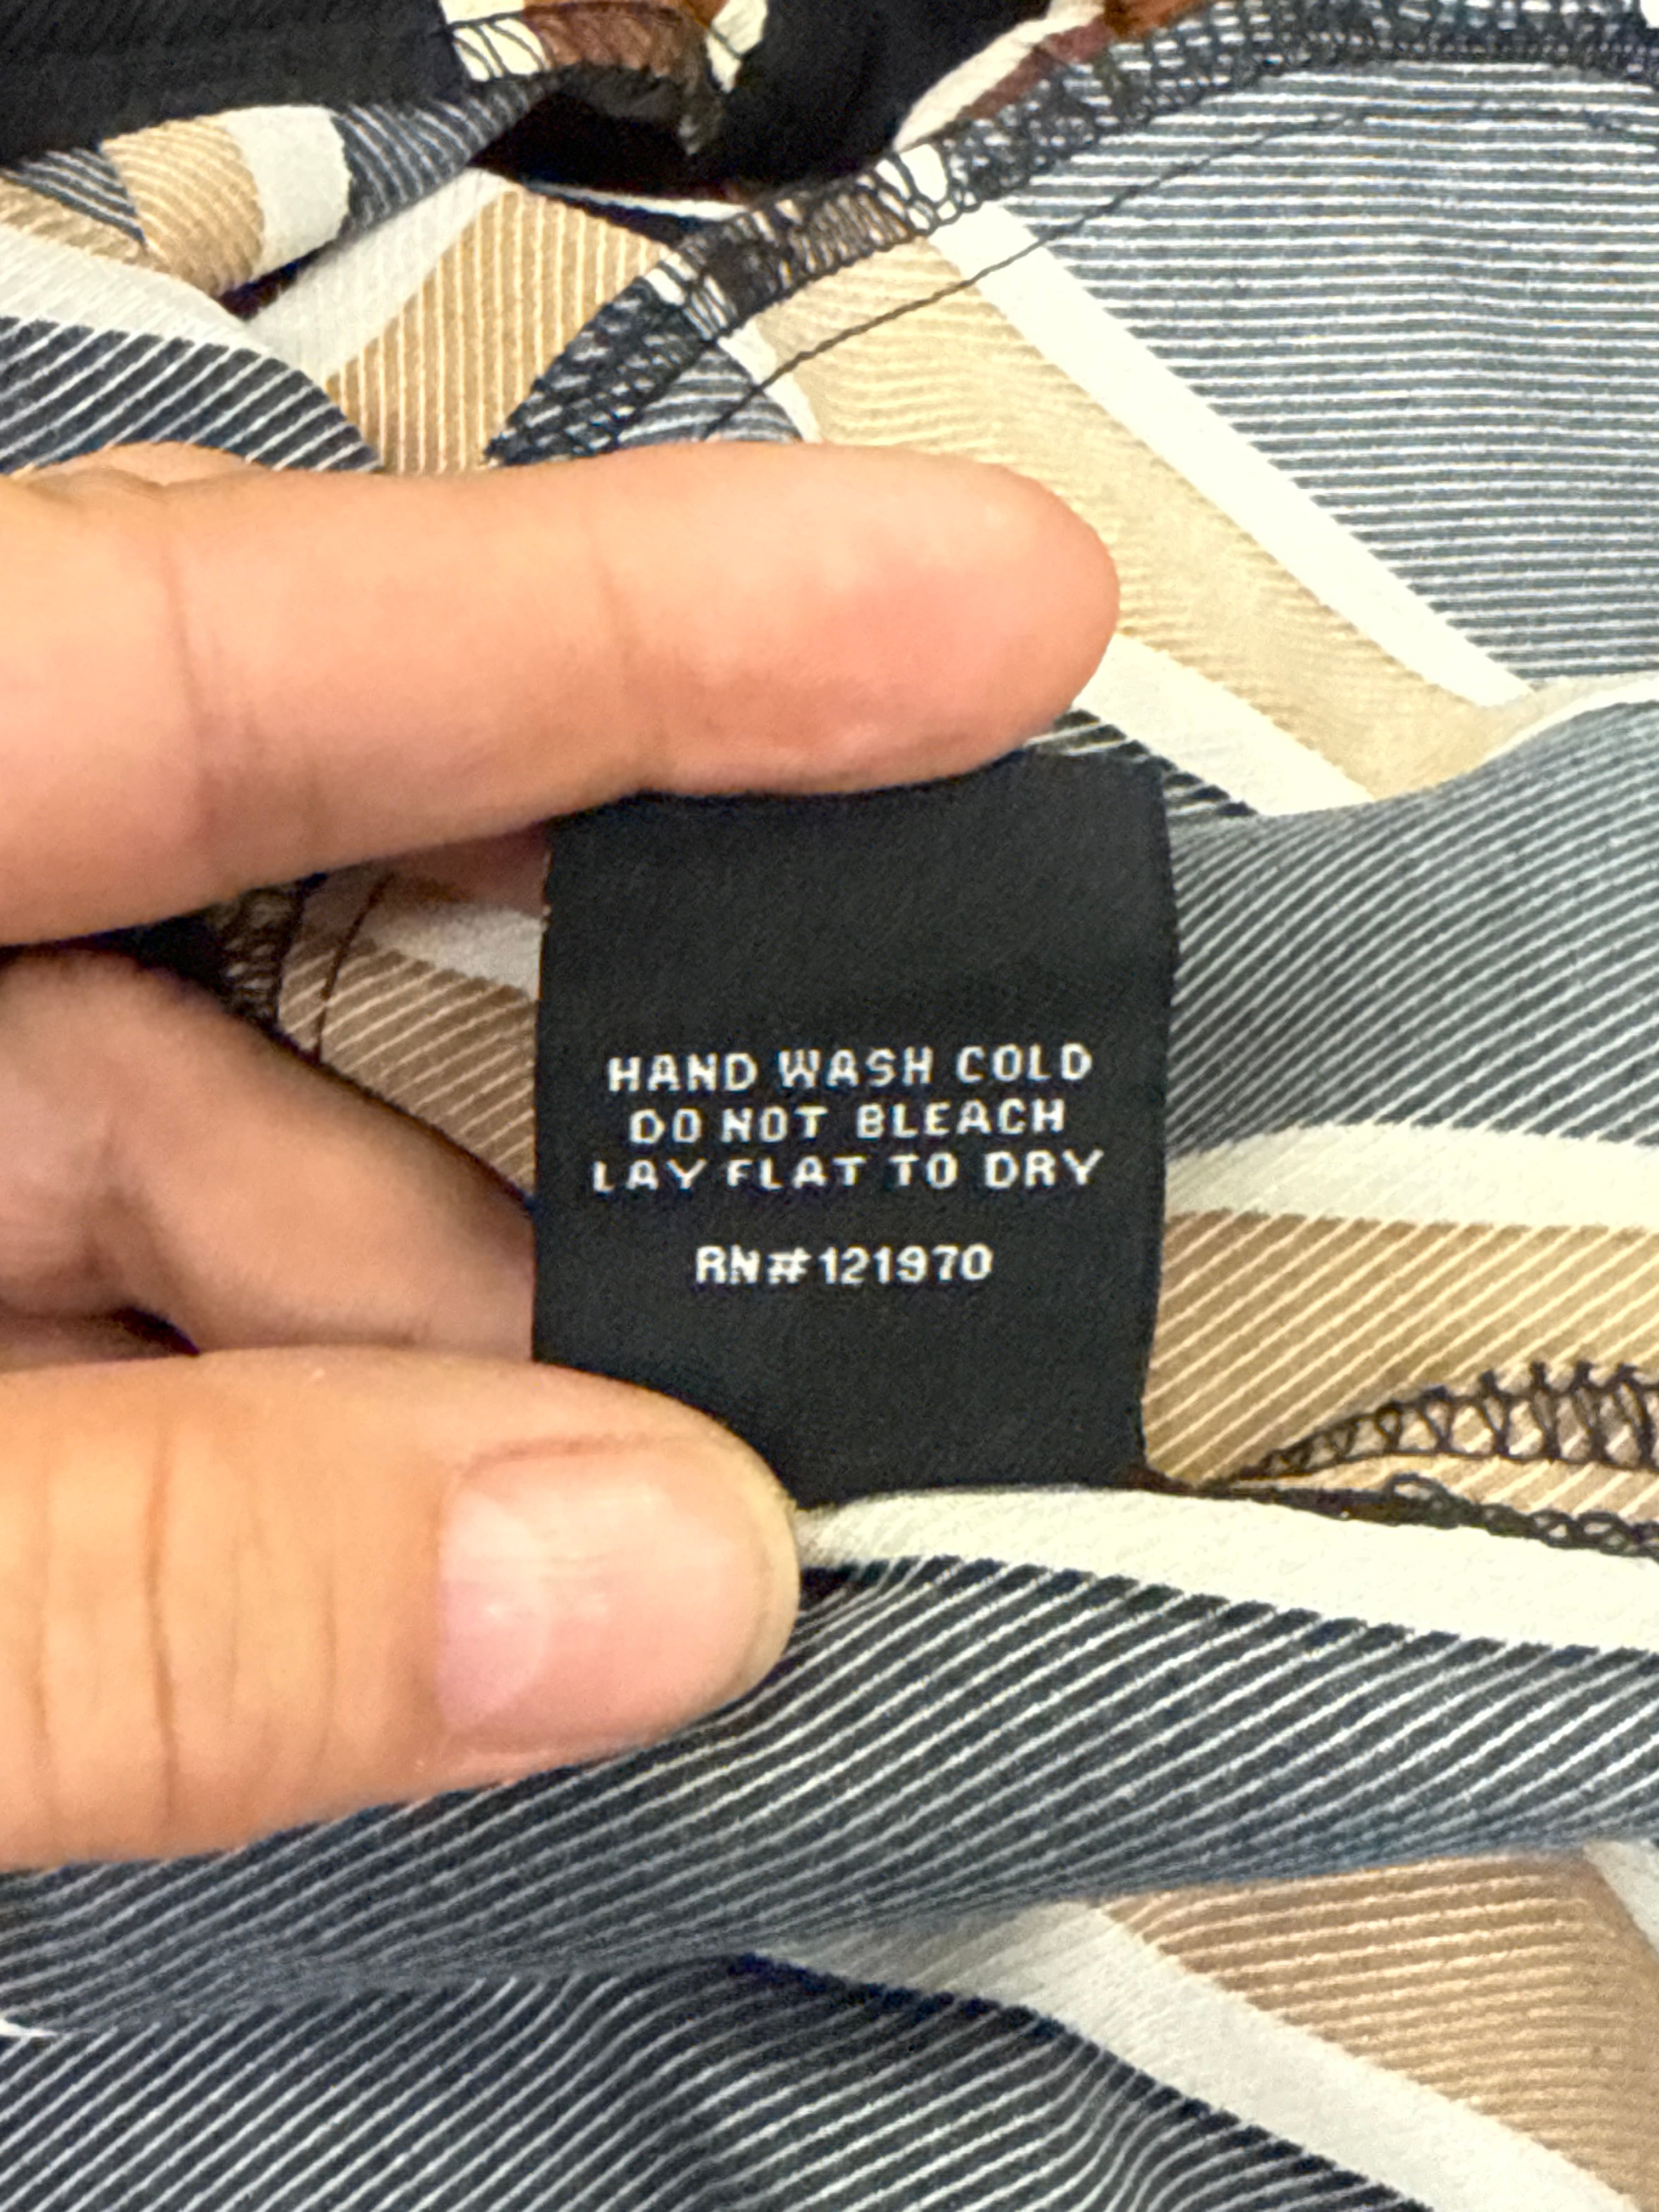 HAND WASH COLD
DO NOT BLEACH
LAY FLAT TO DRY
RN#121970